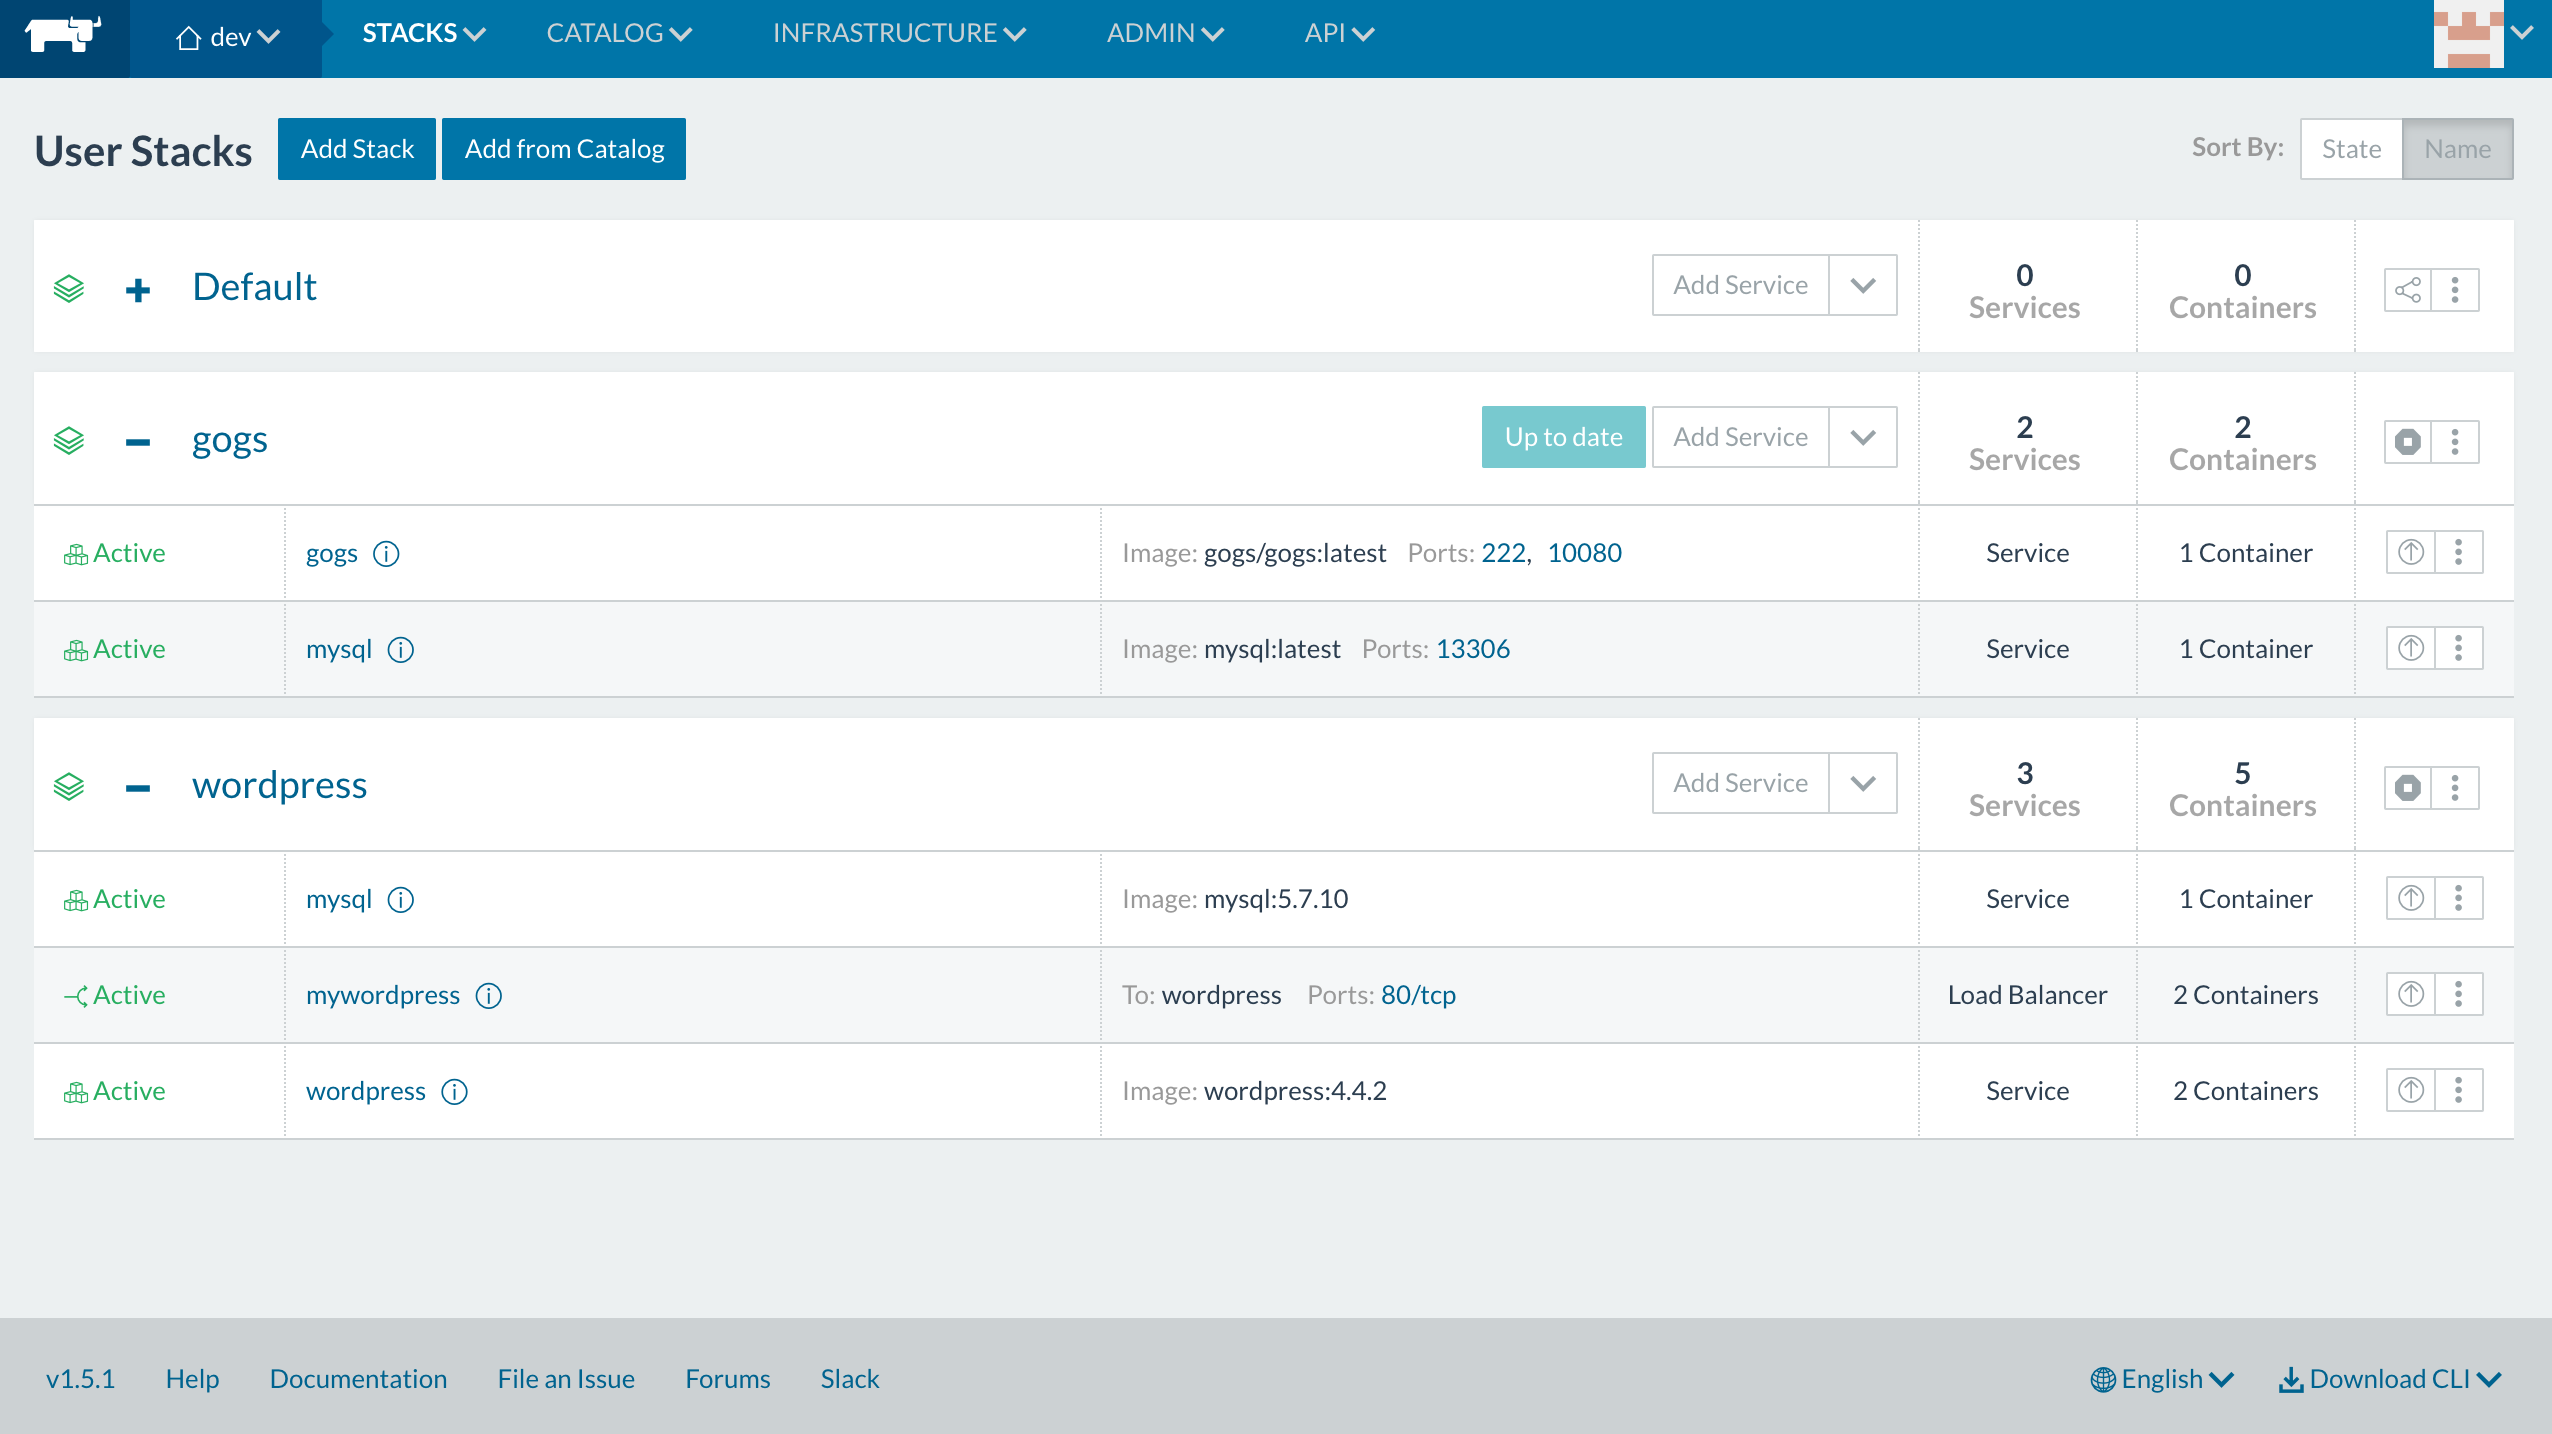 dev STACKS CATALOG INFRASTRUCTURE ADMIN API
User Stacks Add Stack Add from Catalog Sort By: State Name
Default Add Service 0 Services 0 Containers
gogs Up to date Add Service 2 Services 2 Containers
Active gogs Image: gogs/gogs:latest Ports: 222, 10080 Service 1 Container
Active mysql Image: mysql:latest Ports: 13306 Service 1 Container
wordpress Add Service 3 Services 5 Containers
Active mysql Image: mysql:5.7.10 Service 1 Container
Active mywordpress To: wordpress Ports: 80/tcp Load Balancer 2 Containers
Active wordpress Image: wordpress:4.4.2 Service 2 Containers
v1.5.1 Help Documentation File an Issue Forums Slack English Download CLI